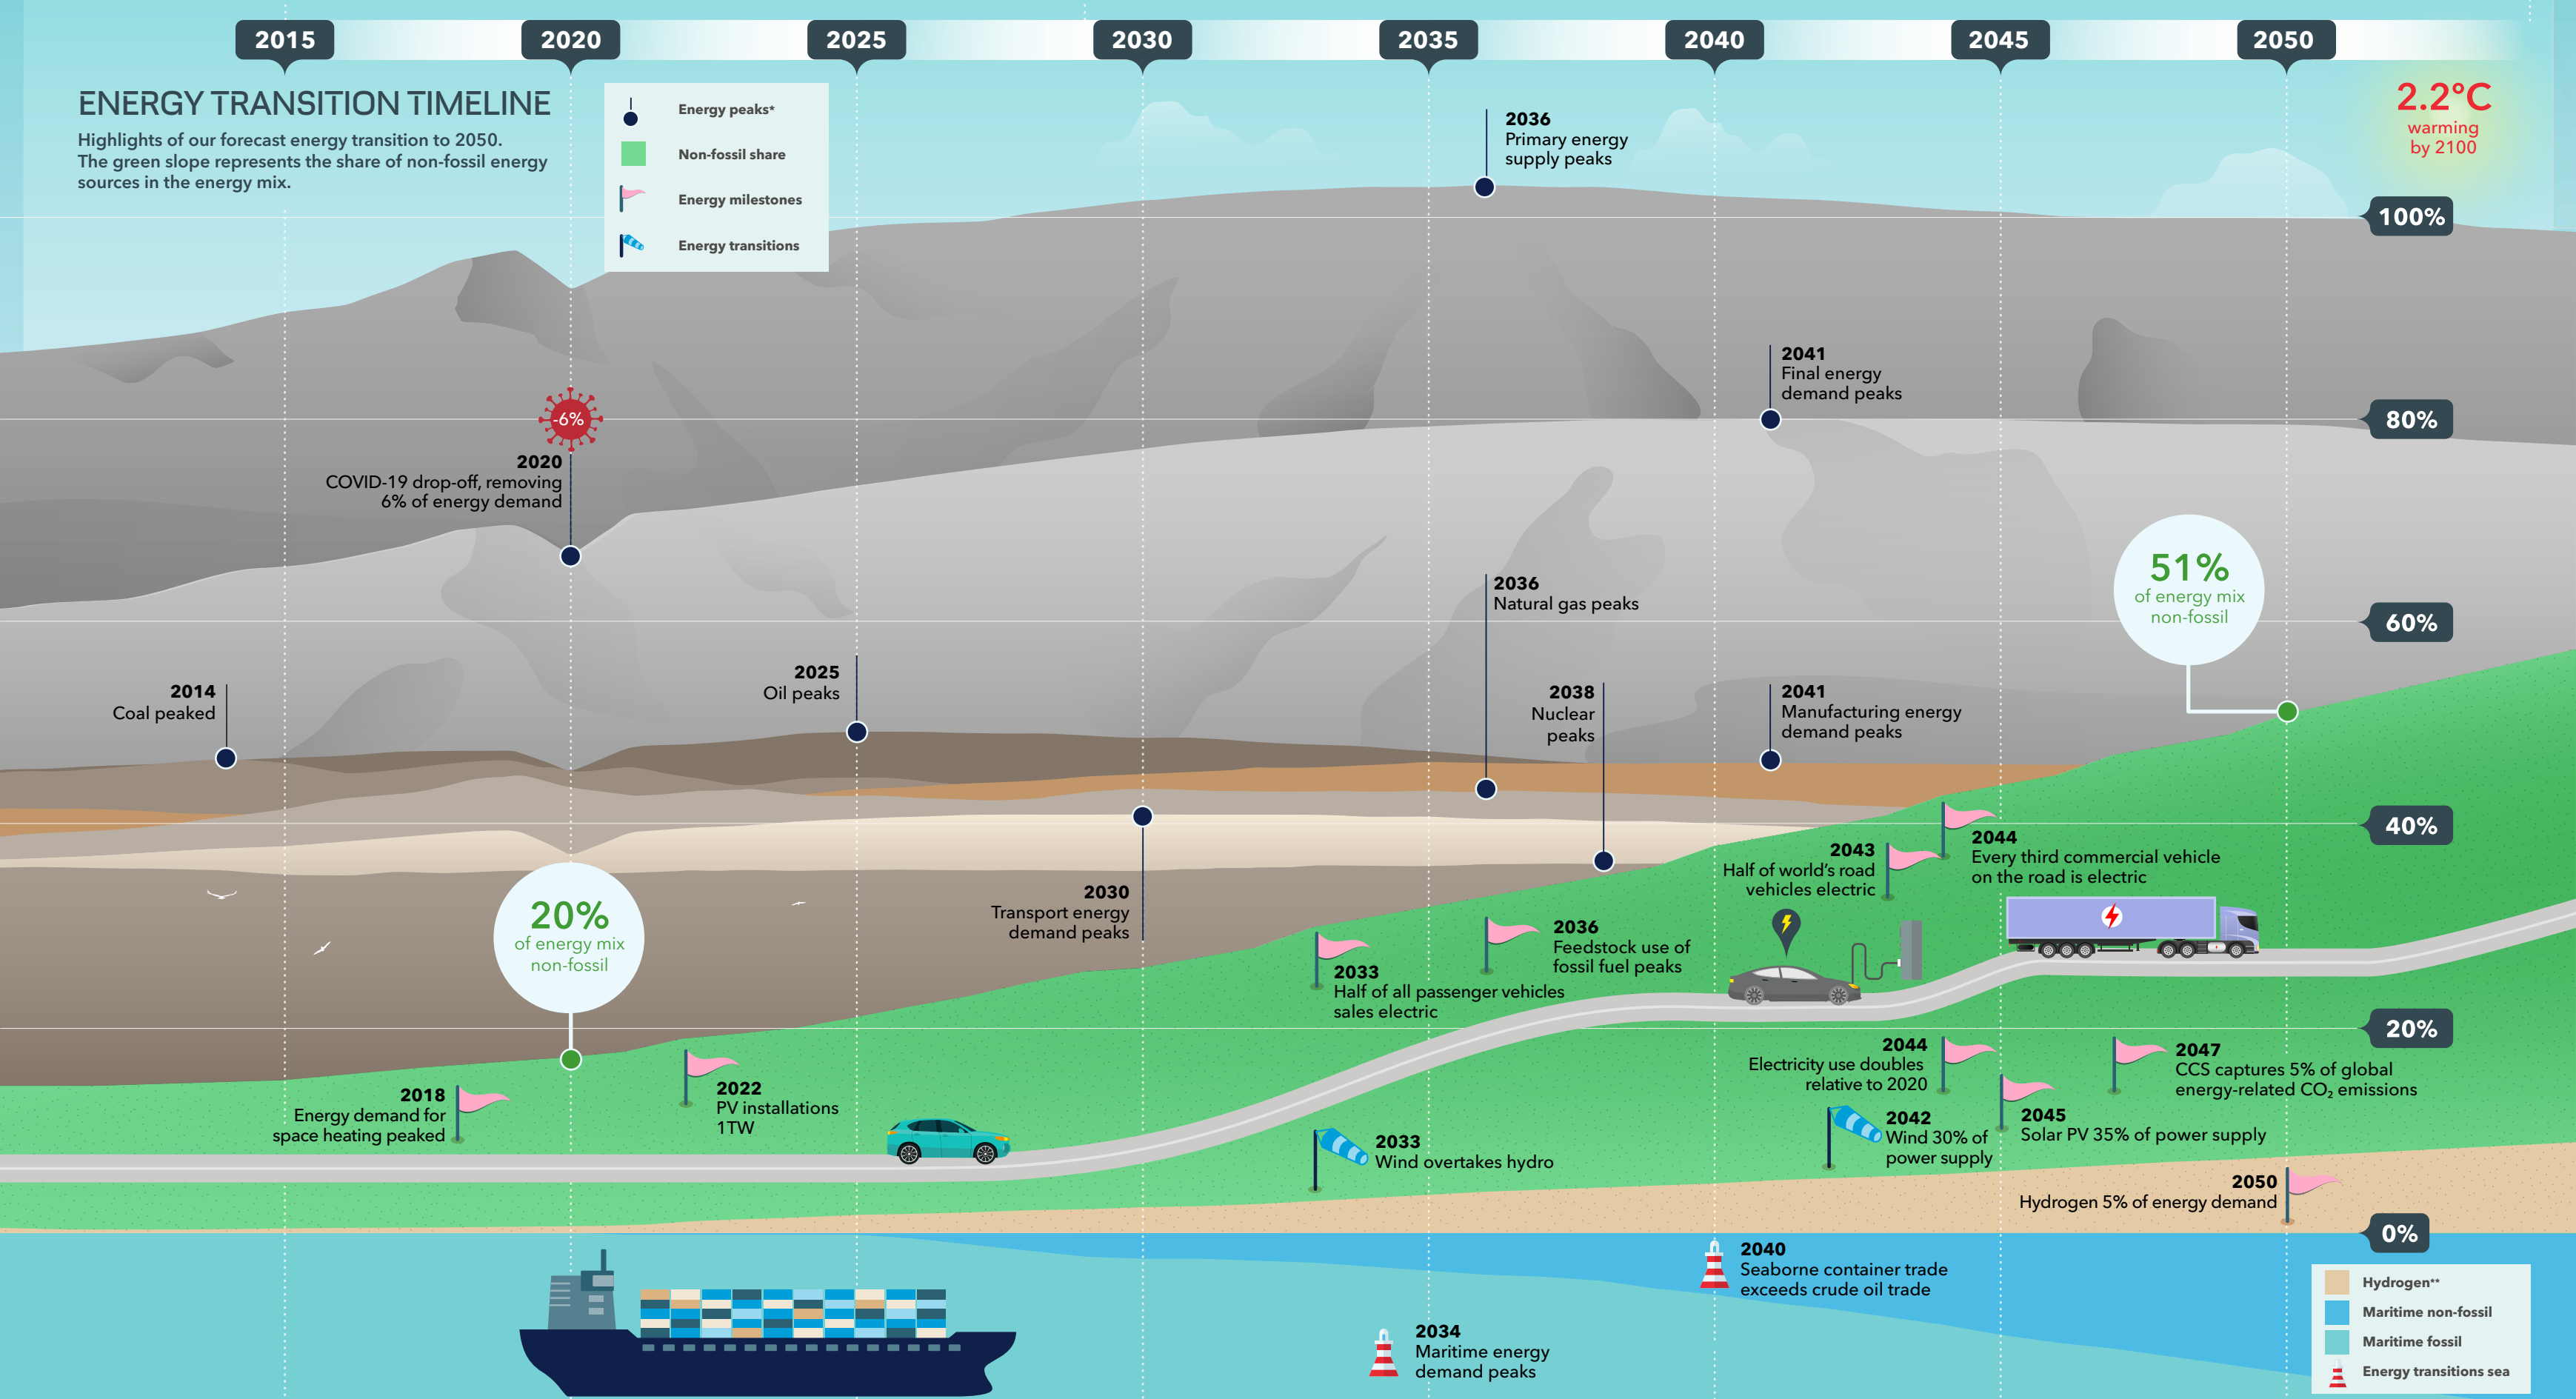 2015
2020
2025
2030
2035
2040
2045
2050
ENERGY TRANSITION TIMELINE
Highlights of our forecast energy transition to 2050.
The green slope represents the share of non-fossil energy
sources in the energy mix.
Energy peaks*
Non-fossil share
Energy milestones
Energy transitions
2036
Primary energy
supply peaks
2.2°C
warming
by 2100
100%
2041
Final energy
demand peaks
80%
-6%
2020
COVID-19 drop-off, removing
6% of energy demand
51%
of energy mix
non-fossil
2036
Natural gas peaks
60%
2014
Coal peaked
2025
Oil peaks
2038
Nuclear
peaks
2041
Manufacturing energy
demand peaks
40%
20%
of energy mix
non-fossil
2030
Transport energy
demand peaks
2043
Half of world's road
vehicles electric
2044
Every third commercial vehicle
on the road is electric
2033
Half of all passenger vehicles
sales electric
2036
Feedstock use of
fossil fuel peaks
20%
2018
Energy demand for
space heating peaked
2022
PV installations
1TW
2033
Wind overtakes hydro
2044
Electricity use doubles
relative to 2020
2042
Wind 30% of
power supply
2045
Solar PV 35% of power supply
2047
CCS captures 5% of global
energy-related CO₂ emissions
2050
Hydrogen 5% of energy demand
0%
2040
Seaborne container trade
exceeds crude oil trade
2034
Maritime energy
demand peaks
Hydrogen**
Maritime non-fossil
Maritime fossil
Energy transitions sea